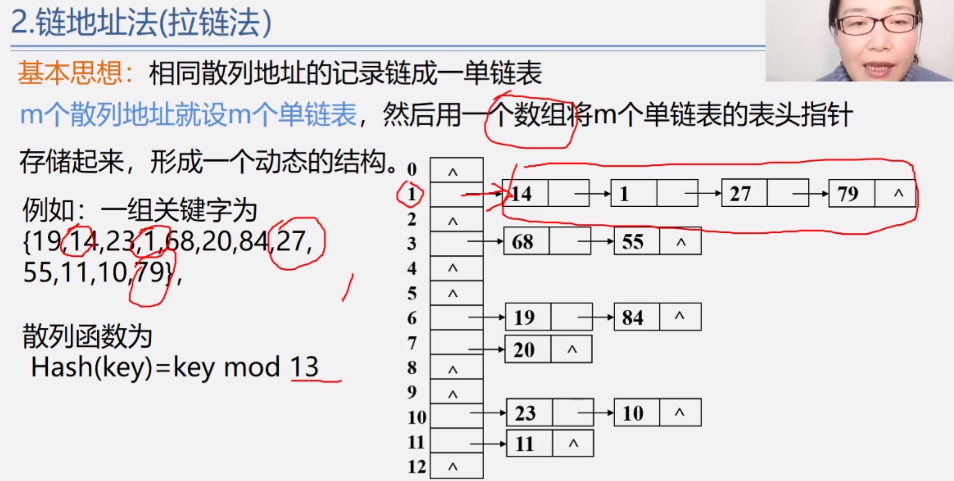 2.链地址法(拉链法)
基本思想：相同散列地址的记录链成一单链表
m个散列地址就设m个单链表，然后用一个数组将m个单链表的表头指针
存储起来，形成一个动态的结构。
例如：一组关键字为
{19,14,23,1,68,20,84,27,
55,11,10,79},
散列函数为
Hash(key)=key mod 13
0 ^
1 14 1 27 79 ^
2 ^
3 68 55 ^
4 ^
5 ^
6 19 84 ^
7 20 ^
8 ^
9 ^
10 23 10 ^
11 11 ^
12 ^